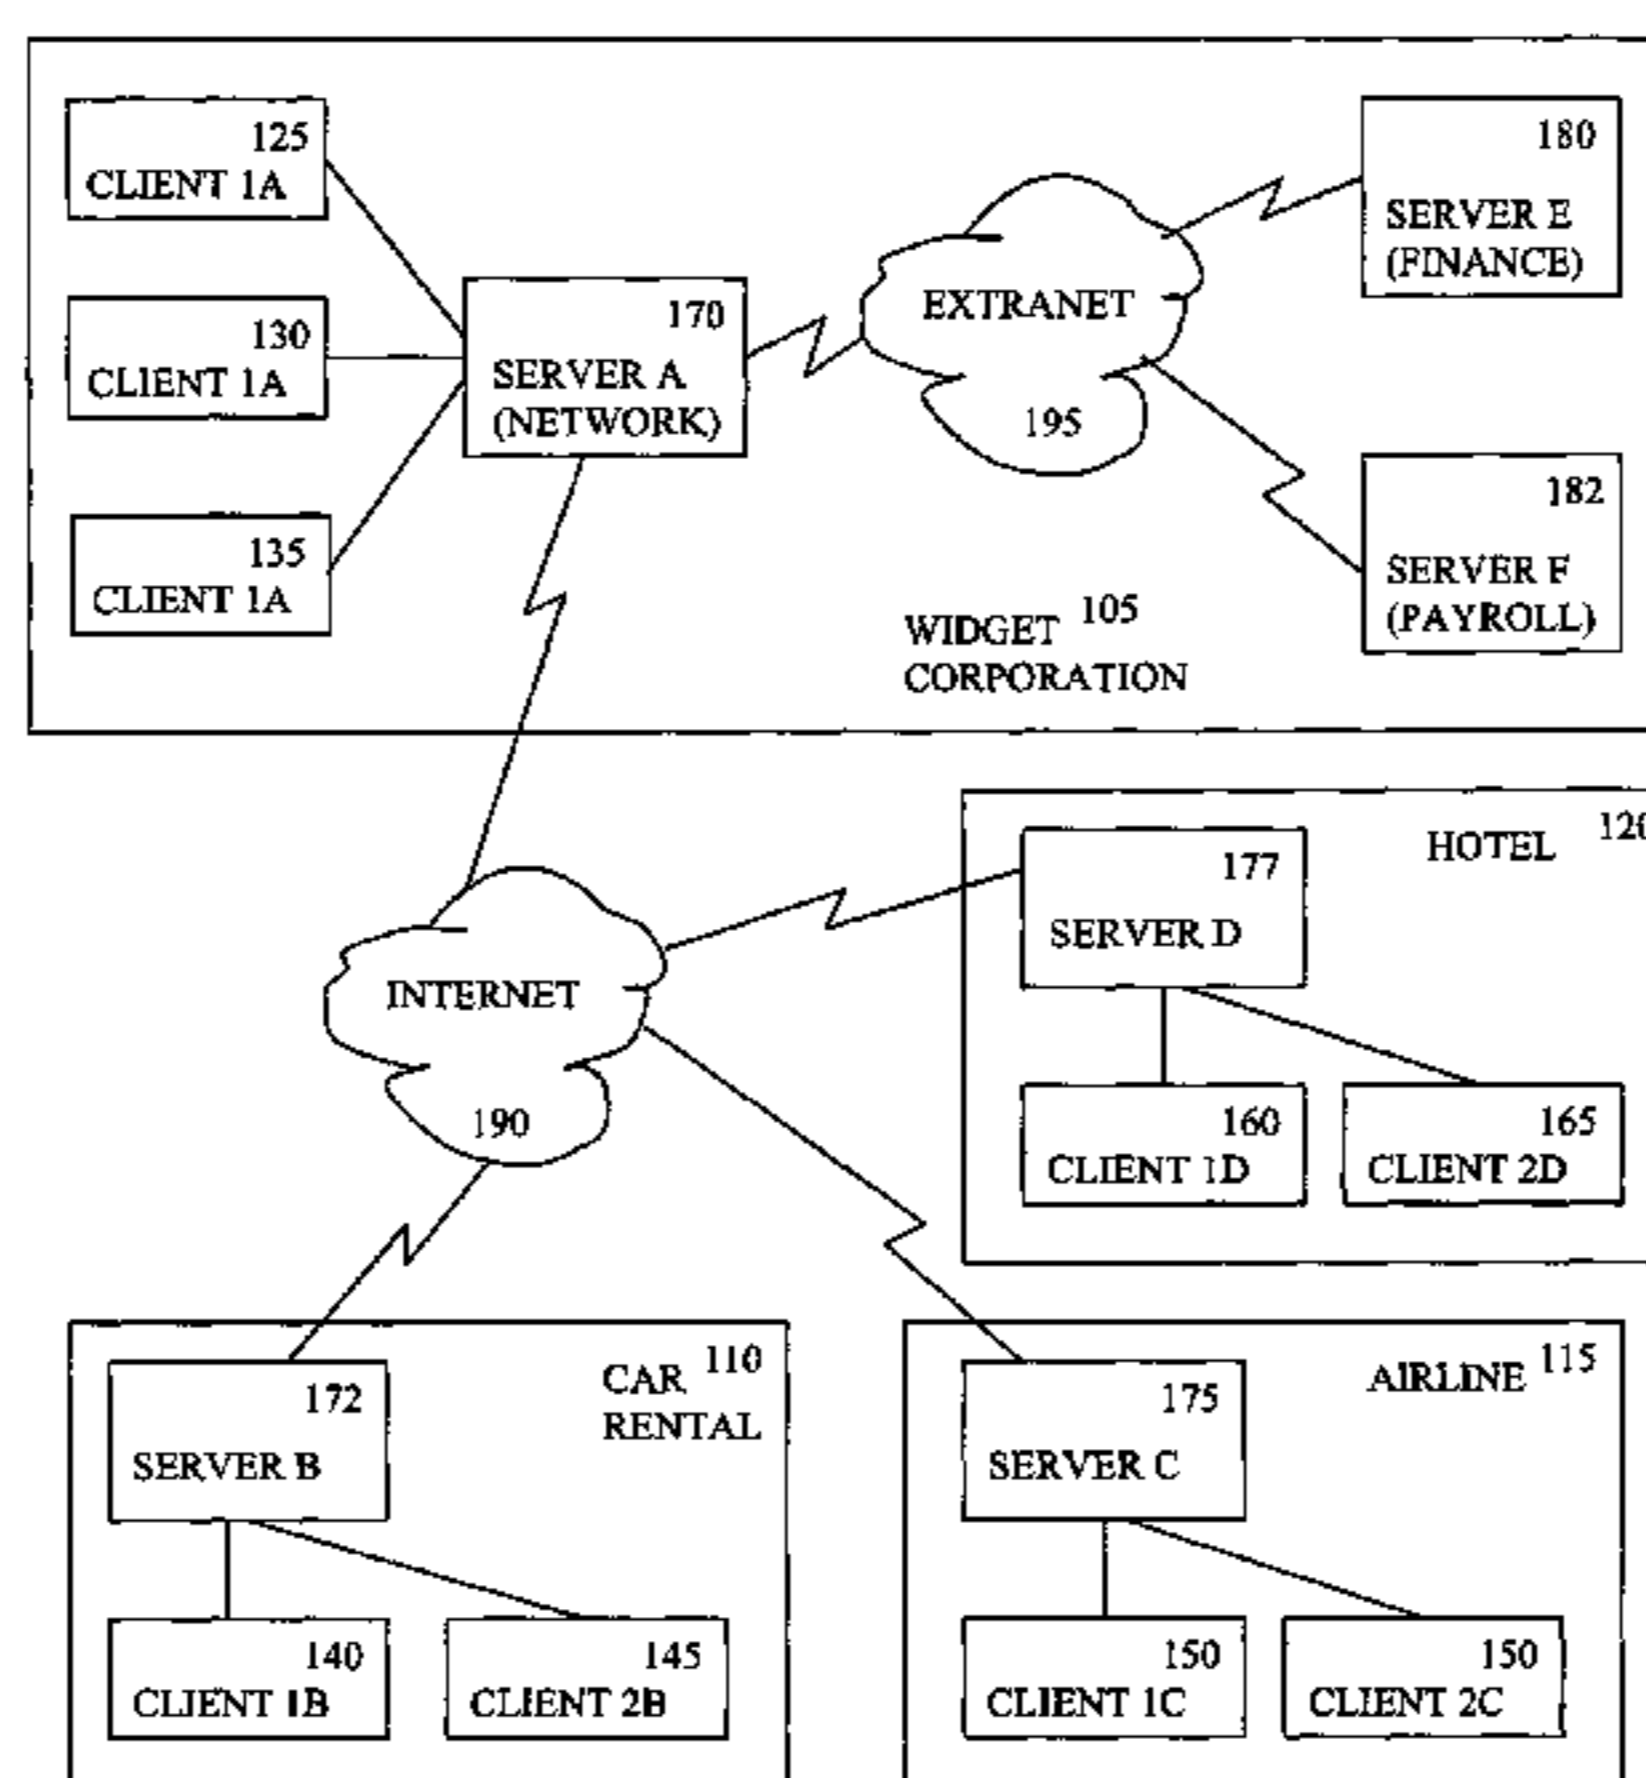 125
CLIENT 1A
130
CLIENT 1A
135
CLIENT 1A
170
SERVER A
(NETWORK)
EXTRANET
195
180
SERVER E
(FINANCE)
182
SERVER F
(PAYROLL)
WIDGET 105
CORPORATION
INTERNET
190
HOTEL 120
177
SERVER D
160
CLIENT 1D
165
CLIENT 2D
CAR 110
RENTAL
172
SERVER B
140
CLIENT 1B
145
CLIENT 2B
AIRLINE 115
175
SERVER C
150
CLIENT 1C
150
CLIENT 2C